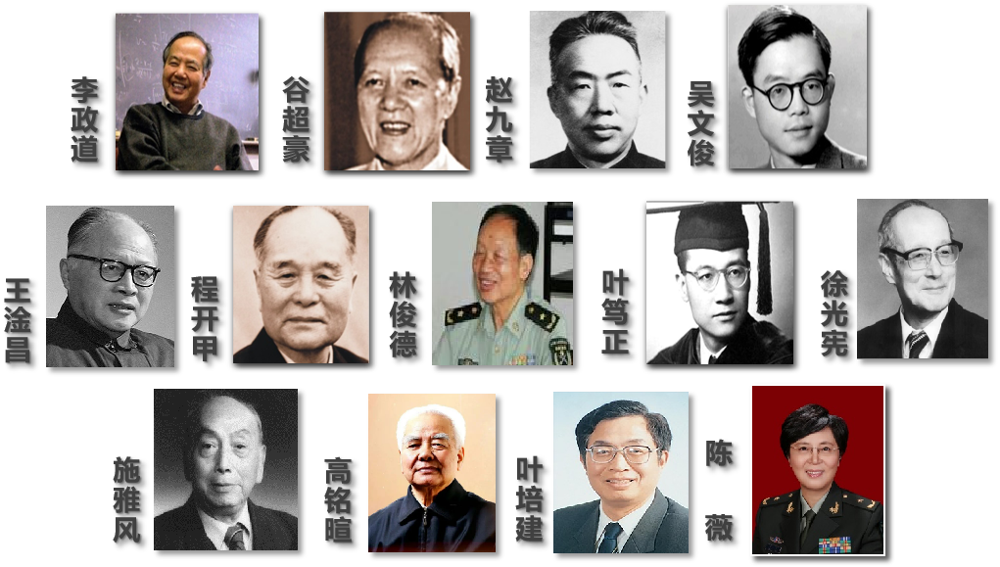 李政道
谷超豪
赵九章
吴文俊
王淦昌
程开甲
林俊德
叶笃正
徐光宪
施雅风
高铭暄
叶培建
陈薇